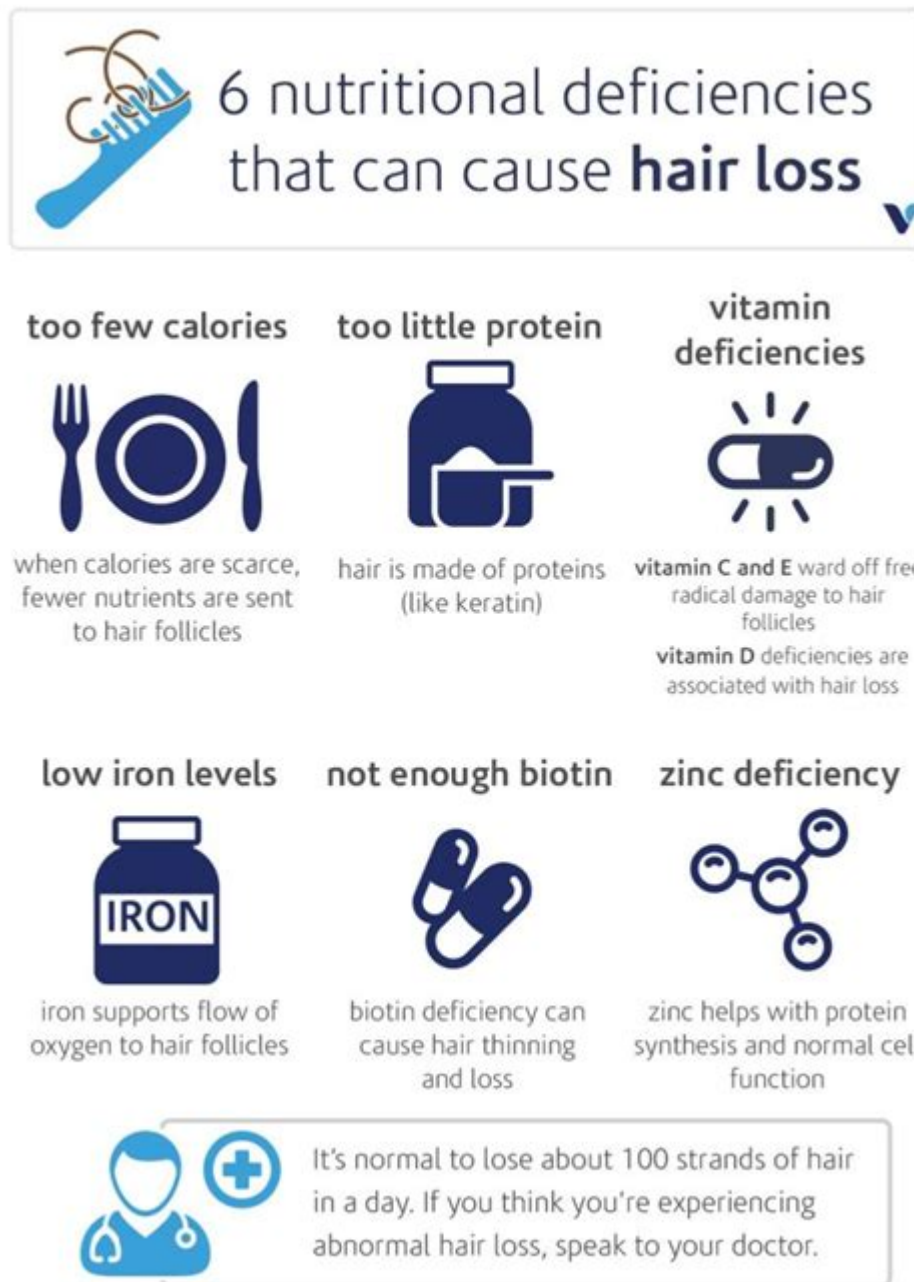 6 nutritional deficiencies
that can cause hair loss
too few calories
when calories are scarce,
fewer nutrients are sent
to hair follicles
too little protein
hair is made of proteins
(like keratin)
vitamin
deficiencies
vitamin C and E ward off free
radical damage to hair
follicles
vitamin D deficiencies are
associated with hair loss
low iron levels
IRON
iron supports flow of
oxygen to hair follicles
not enough biotin
biotin deficiency can
cause hair thinning
and loss
zinc deficiency
zinc helps with protein
synthesis and normal cel
function
It's normal to lose about 100 strands of hair
in a day. If you think you're experiencing
abnormal hair loss, speak to your doctor.